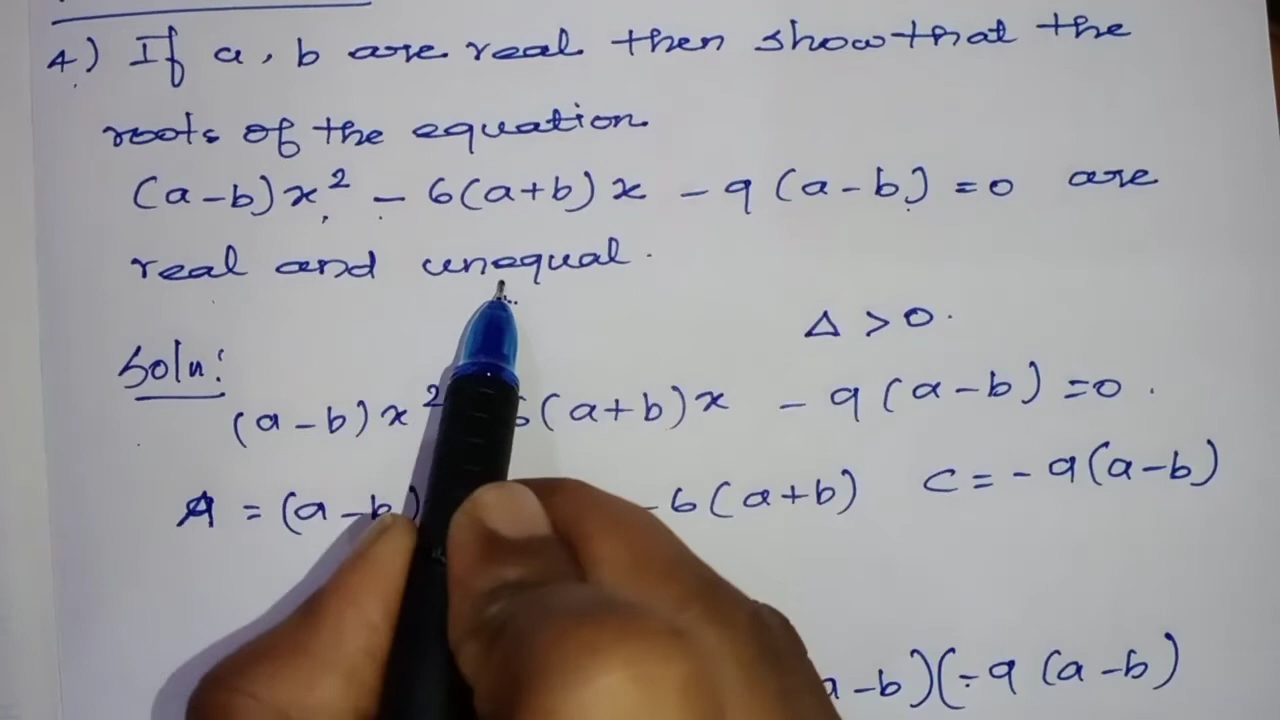 4) If a, b are real then show that the
roots of the equation
(a-b)x² - 6(a+b)x - 9(a-b) = 0 are
real and unequal.
Δ > 0.
Soln:
(a-b)x² 6(a+b)x - 9(a-b) = 0.
A = (a-b) -6(a+b) C = -9(a-b)
a-b)(-9(a-b)